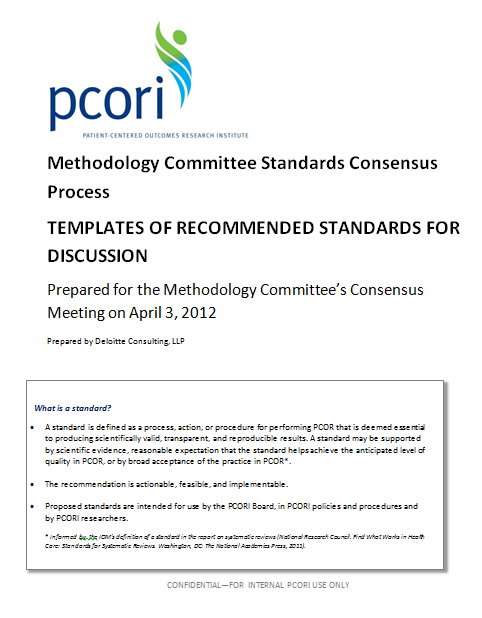 pcori
PATIENT-CENTERED OUTCOMES RESEARCH INSTITUTE
Methodology Committee Standards Consensus
Process
TEMPLATES OF RECOMMENDED STANDARDS FOR
DISCUSSION
Prepared for the Methodology Committee's Consensus
Meeting on April 3, 2012
Prepared by Deloitte Consulting, LLP
What is a standard?
• A standard is defined as a process, action, or procedure for performing PCOR that is deemed essential
to producing scientifically valid, transparent, and reproducible results. A standard may be supported
by scientific evidence, reasonable expectation that the standard helps achieve the anticipated level of
quality in PCOR, or by broad acceptance of the practice in PCOR*.
• The recommendation is actionable, feasible, and implementable.
• Proposed standards are intended for use by the PCORI Board, in PCORI policies and procedures and
by PCORI researchers.
* Informed by the IOM's definition of a standard in the report on systematic reviews (National Research Council. Find What Works in Health
Care: Standards for Systematic Reviews. Washington, DC: The National Academies Press, 2011).
CONFIDENTIAL—FOR INTERNAL PCORI USE ONLY